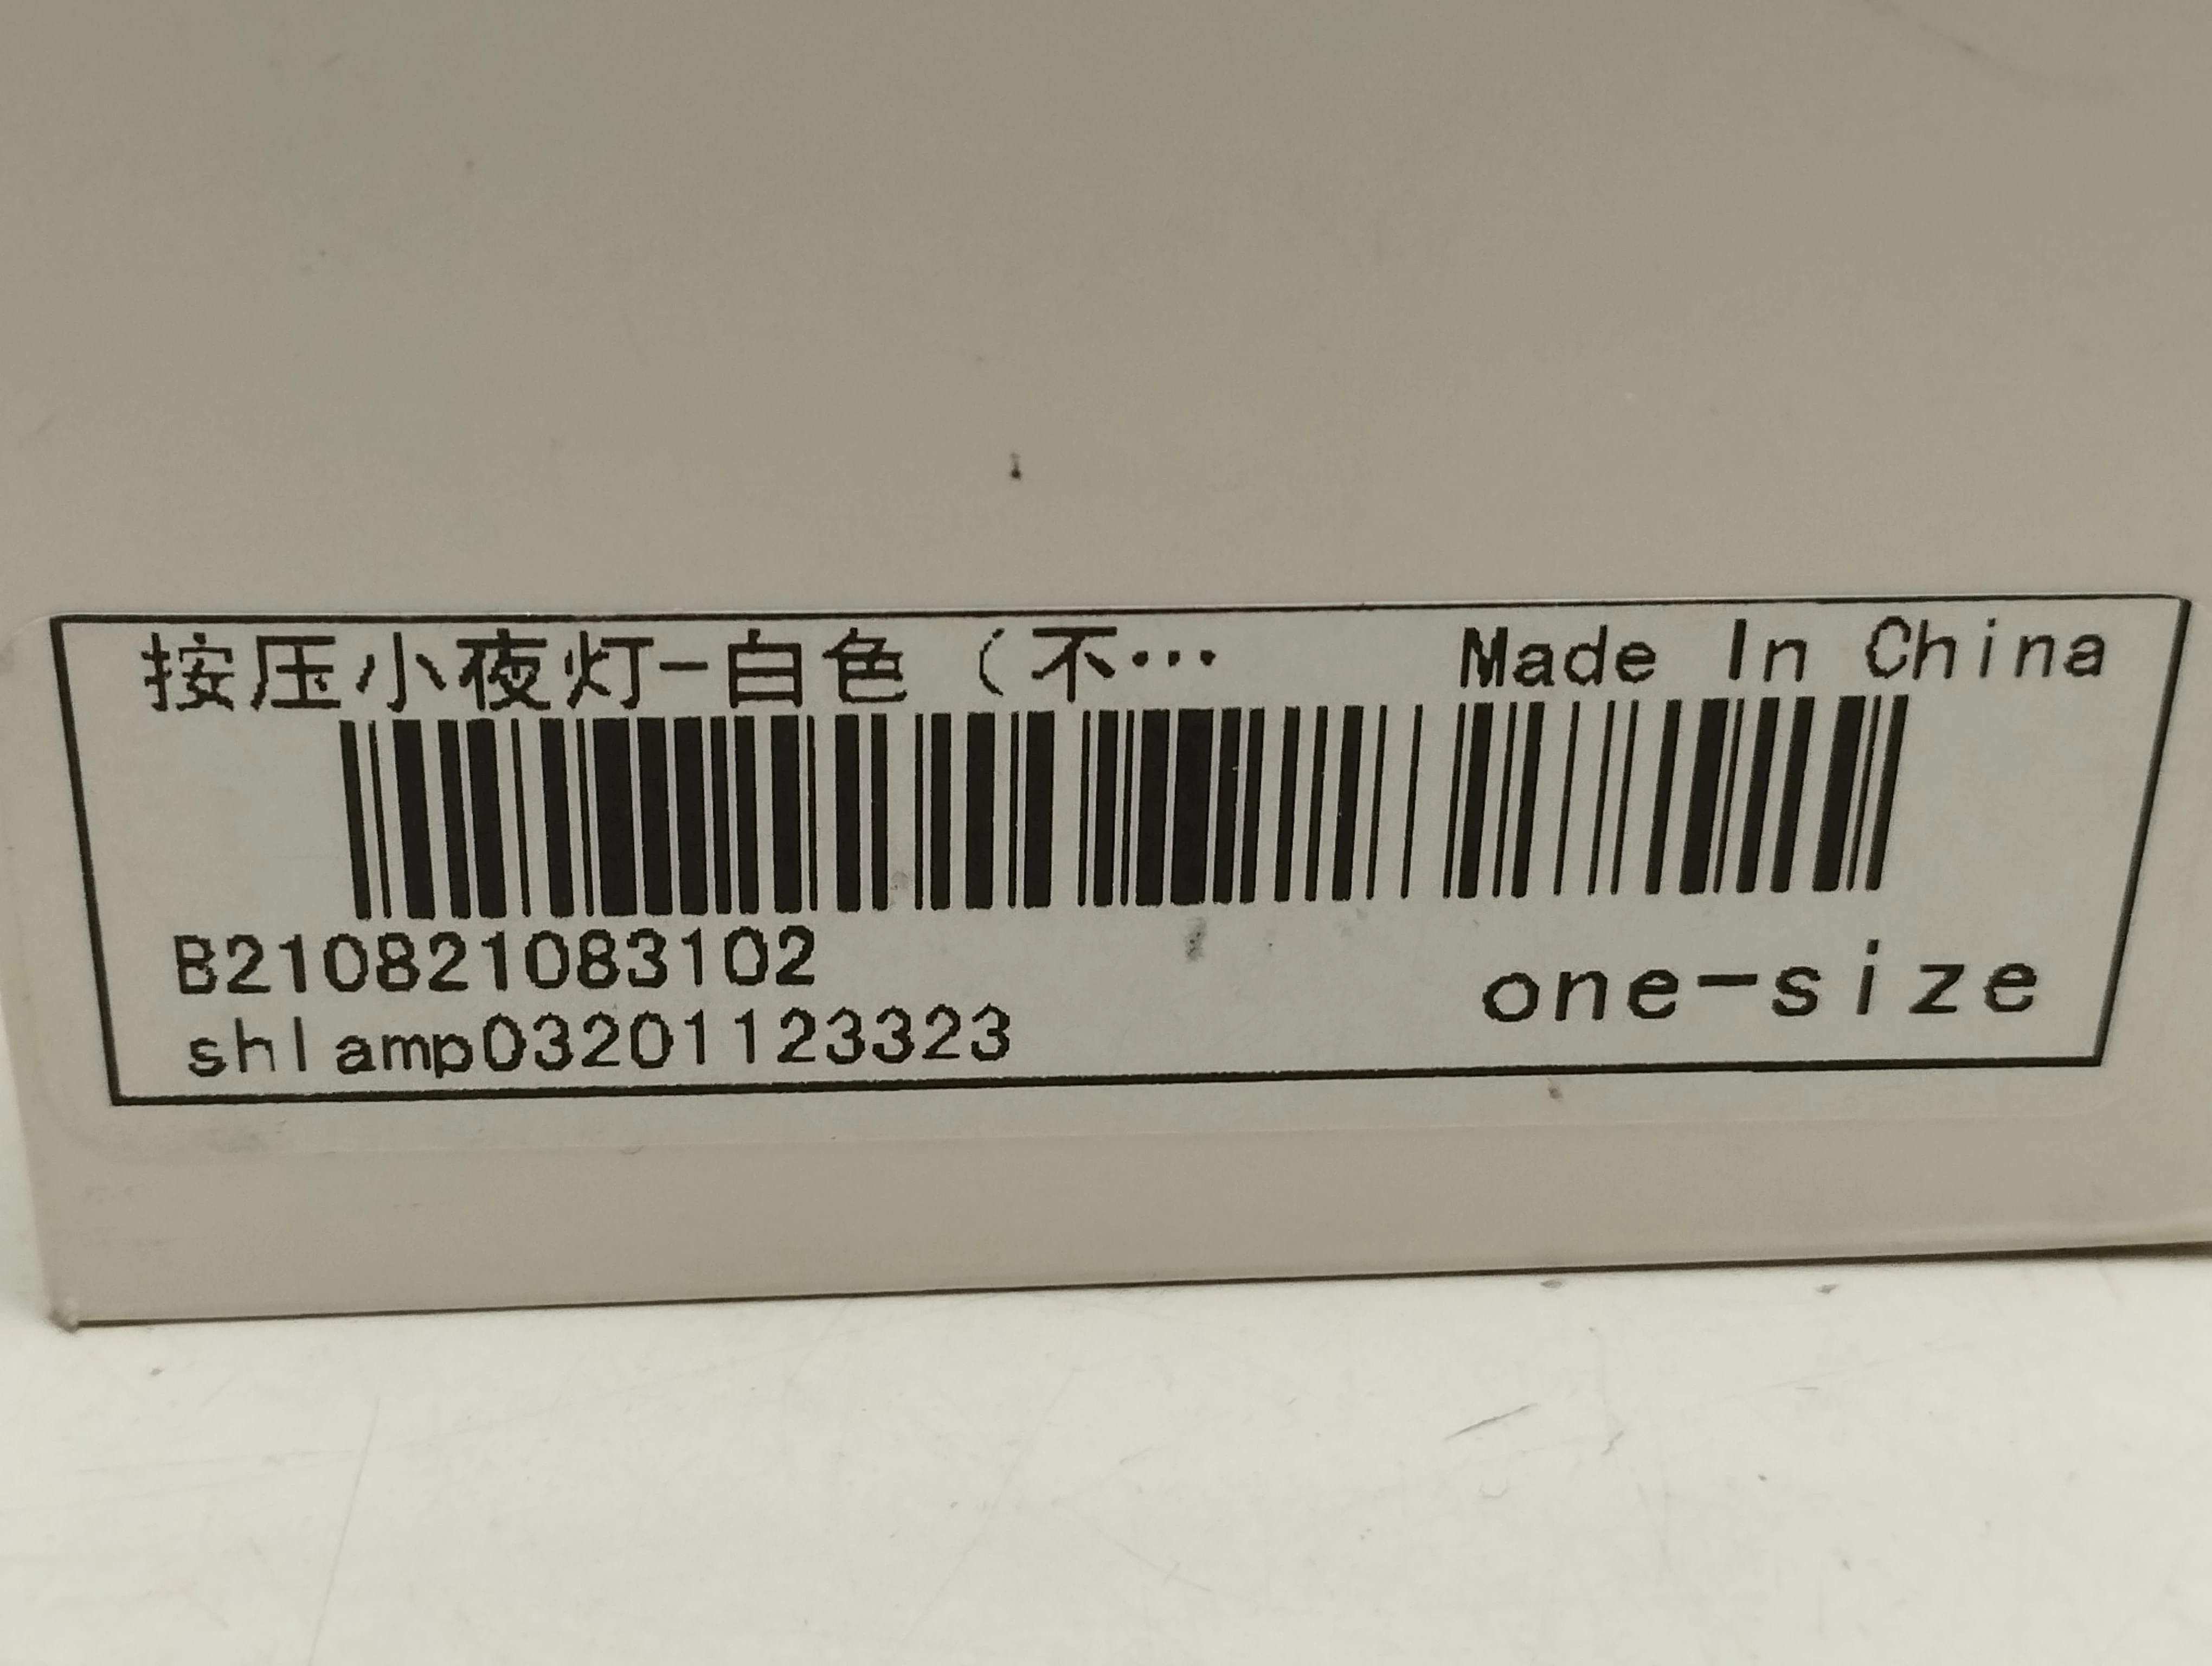 按压小夜灯-白色（不… Made In China
B210821083102
one-size
shlamp03201123323